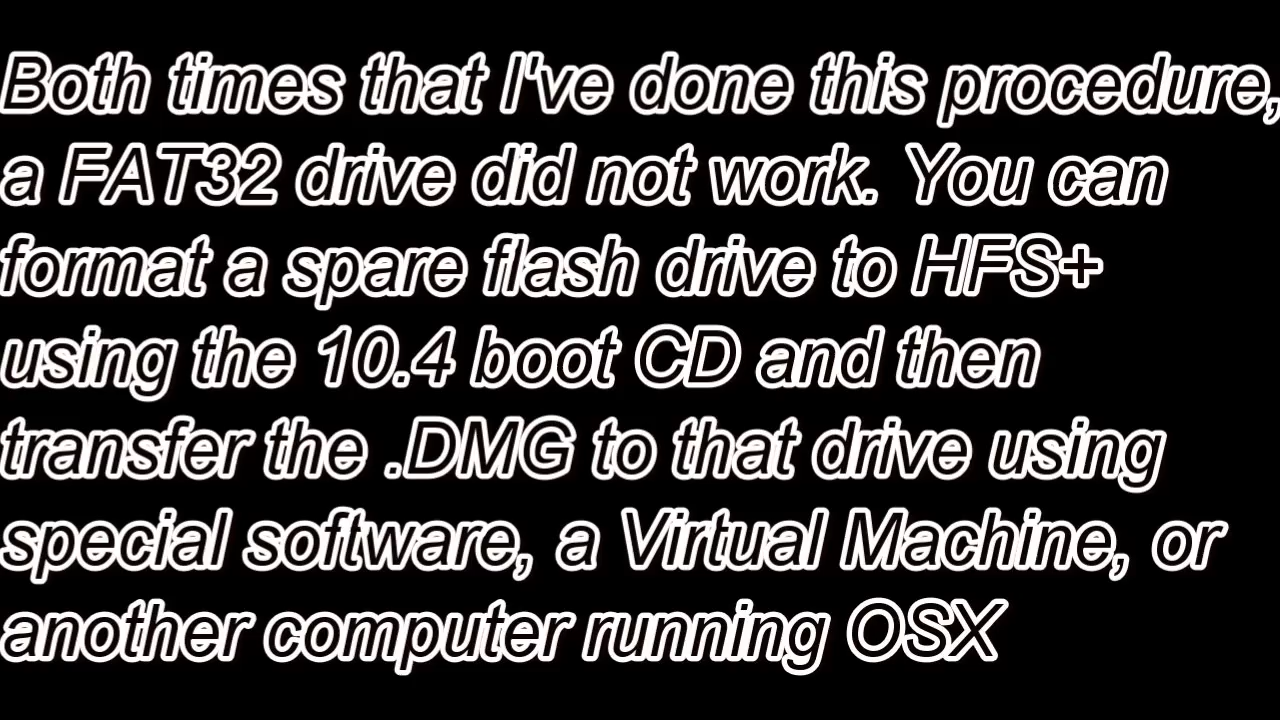 Both times that I've done this procedure,
a FAT32 drive did not work. You can
format a spare flash drive to HFS+
using the 10.4 boot CD and then
transfer the .DMG to that drive using
special software, a Virtual Machine, or
another computer running OSX